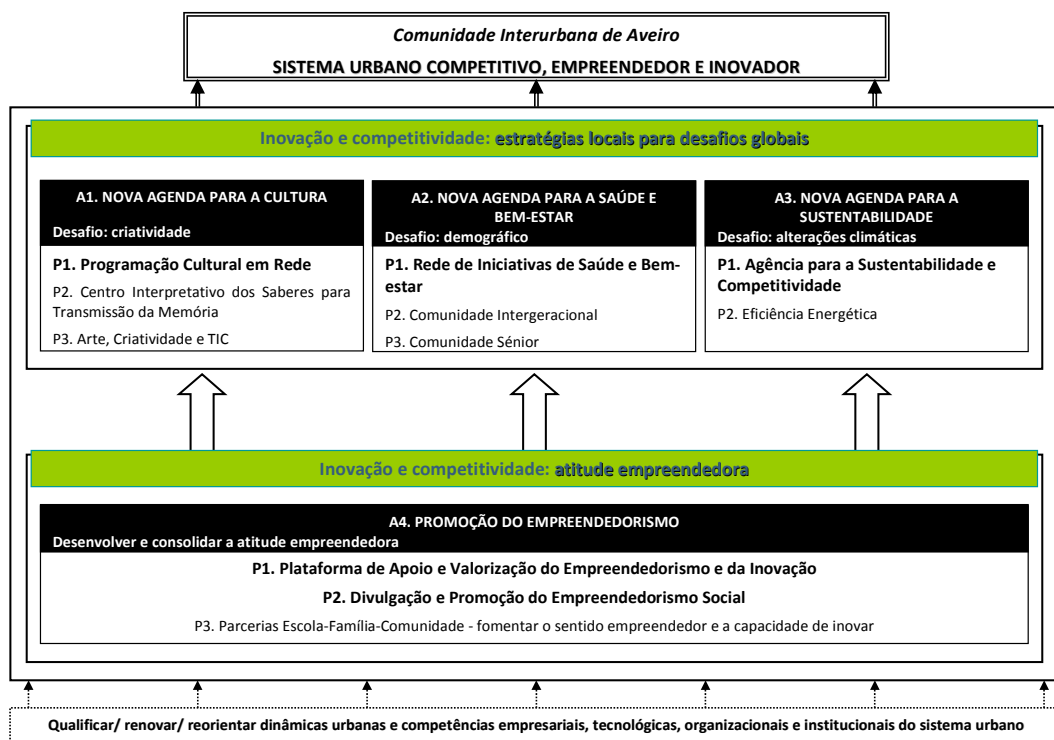 Comunidade Interurbana de Aveiro
SISTEMA URBANO COMPETITIVO, EMPREENDEDOR E INOVADOR
Inovação e competitividade: estratégias locais para desafios globais
A1. NOVA AGENDA PARA A CULTURA
Desafio: criatividade
P1. Programação Cultural em Rede
P2. Centro Interpretativo dos Saberes para
Transmissão da Memória
P3. Arte, Criatividade e TIC
A2. NOVA AGENDA PARA A SAÚDE E
BEM-ESTAR
Desafio: demográfico
P1. Rede de Iniciativas de Saúde e Bem-
estar
P2. Comunidade Intergeracional
P3. Comunidade Sénior
A3. NOVA AGENDA PARA A
SUSTENTABILIDADE
Desafio: alterações climáticas
P1. Agência para a Sustentabilidade e
Competitividade
P2. Eficiência Energética
Inovação e competitividade: atitude empreendedora
A4. PROMOÇÃO DO EMPREENDEDORISMO
Desenvolver e consolidar a atitude empreendedora
P1. Plataforma de Apoio e Valorização do Empreendedorismo e da Inovação
P2. Divulgação e Promoção do Empreendedorismo Social
P3. Parcerias Escola-Família-Comunidade - fomentar o sentido empreendedor e a capacidade de inovar
Qualificar/ renovar/ reorientar dinâmicas urbanas e competências empresariais, tecnológicas, organizacionais e institucionais do sistema urbano